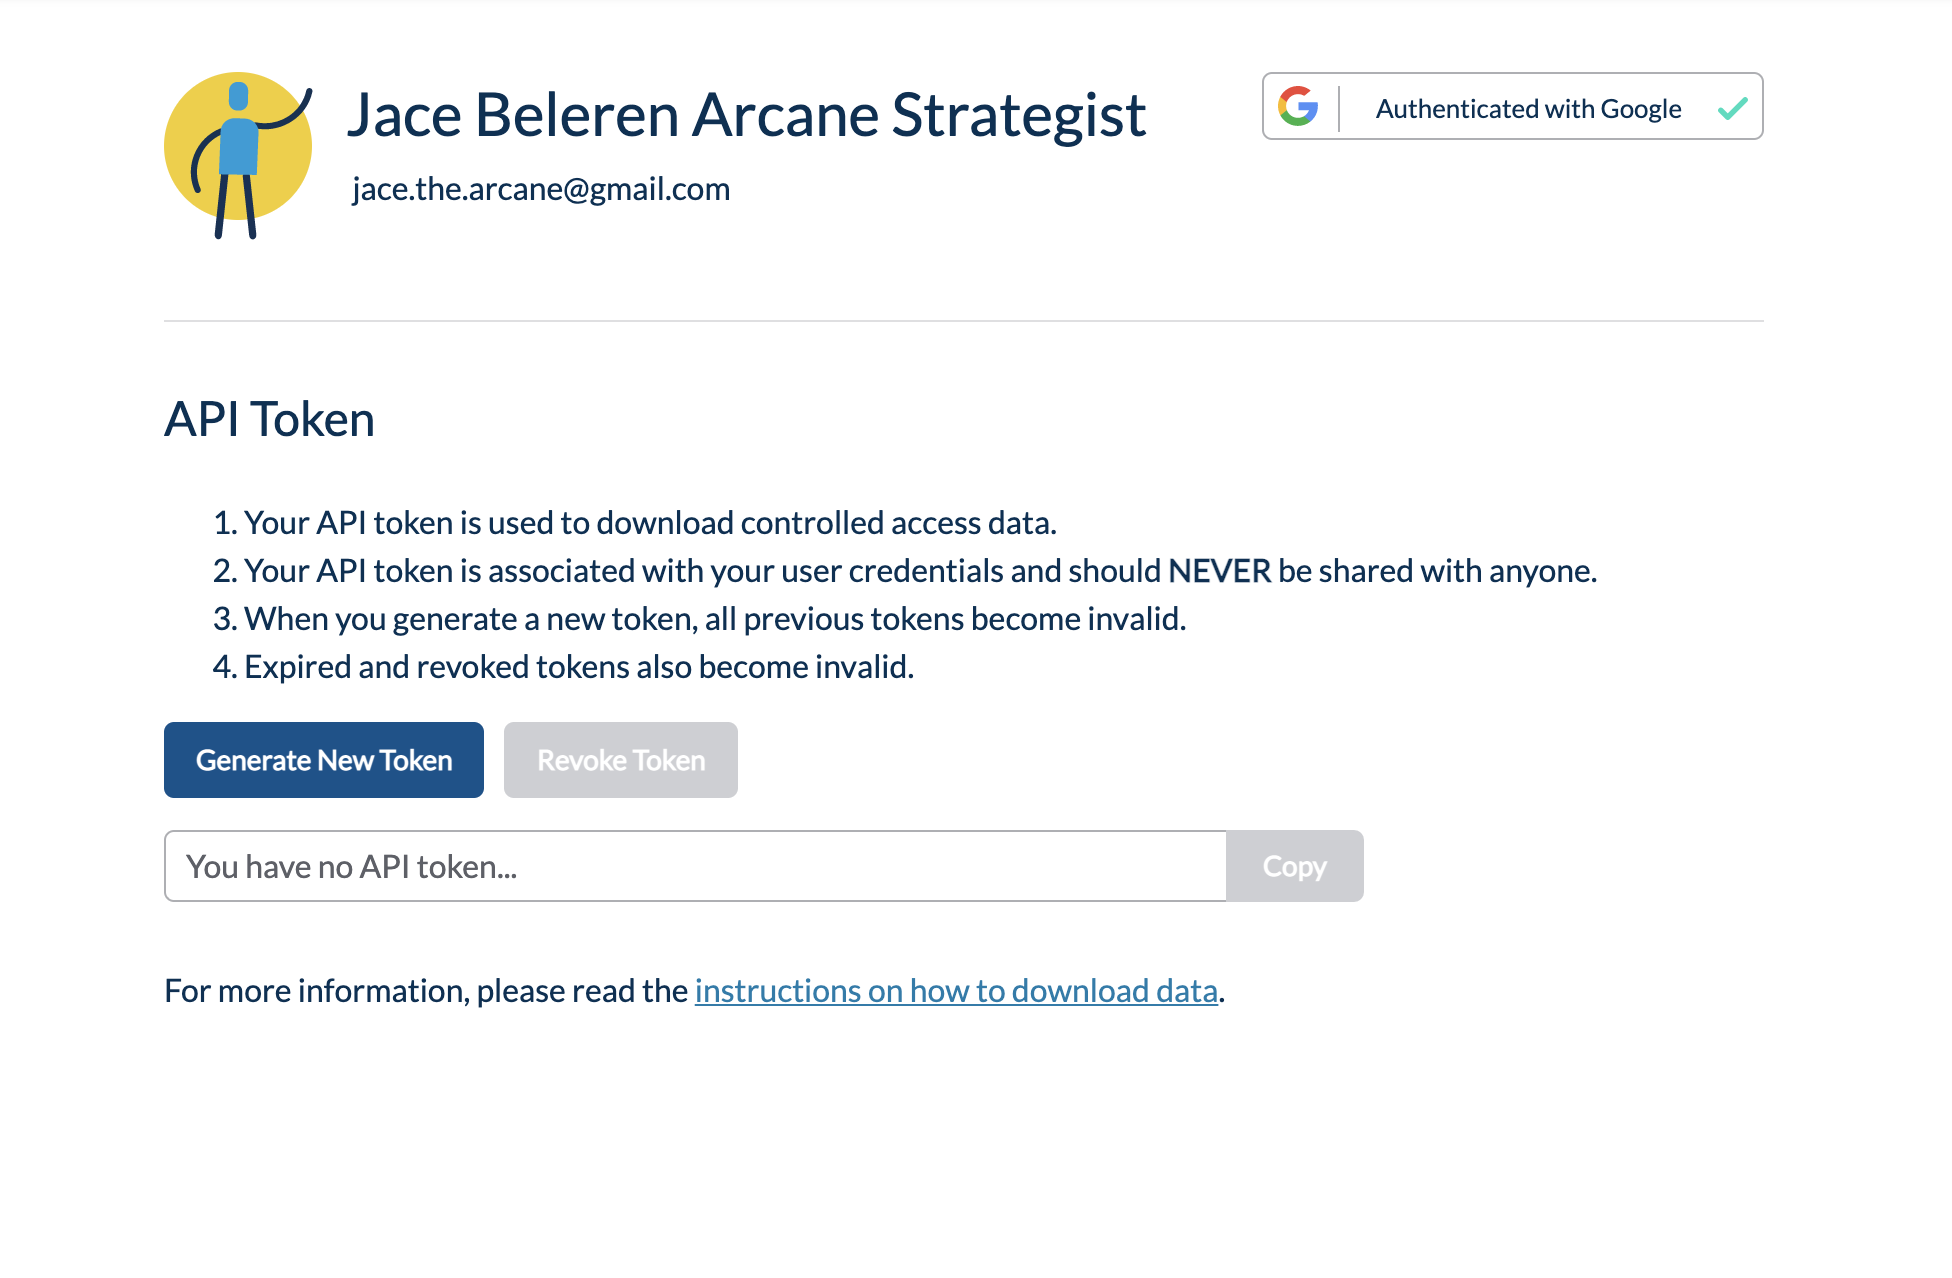 Jace Beleren Arcane Strategist
jace.the.arcane@gmail.com
Authenticated with Google
API Token
1. Your API token is used to download controlled access data.
2. Your API token is associated with your user credentials and should NEVER be shared with anyone.
3. When you generate a new token, all previous tokens become invalid.
4. Expired and revoked tokens also become invalid.
Generate New Token
Revoke Token
You have no API token...
Copy
For more information, please read the instructions on how to download data.